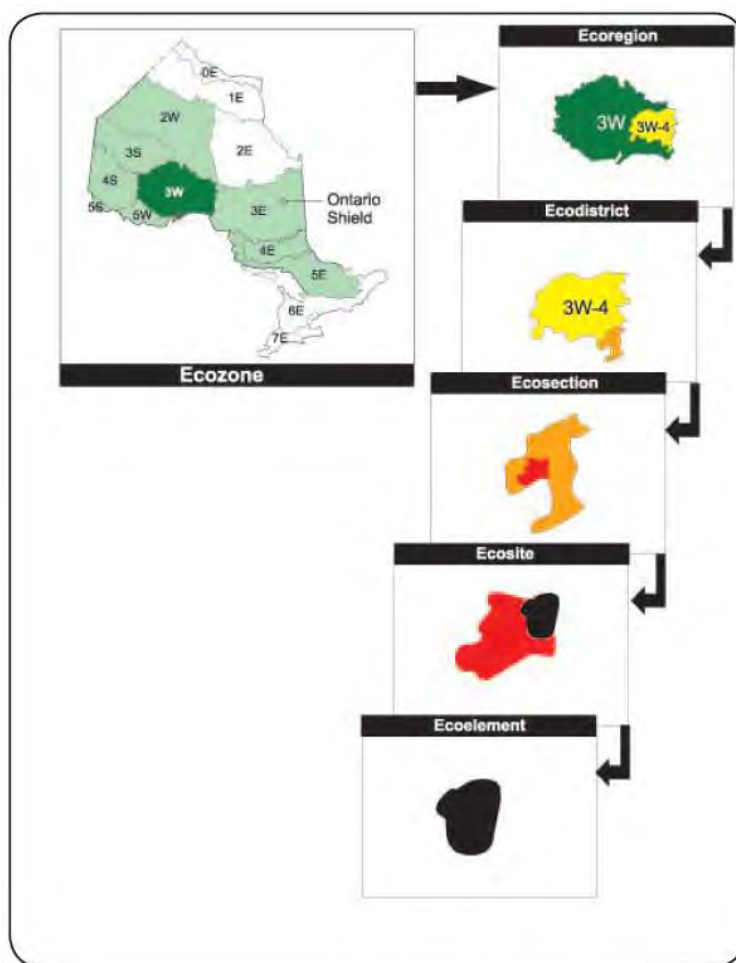 Ecoregion
0E
1E
2W
3W
3W-4
2E
3S
4S
3W
Ontario
Shield
3E
5S
5W
Ecodistrict
4E
5E
3W-4
6E
7E
Ecozone
Ecosection
Ecosite
Ecoelement